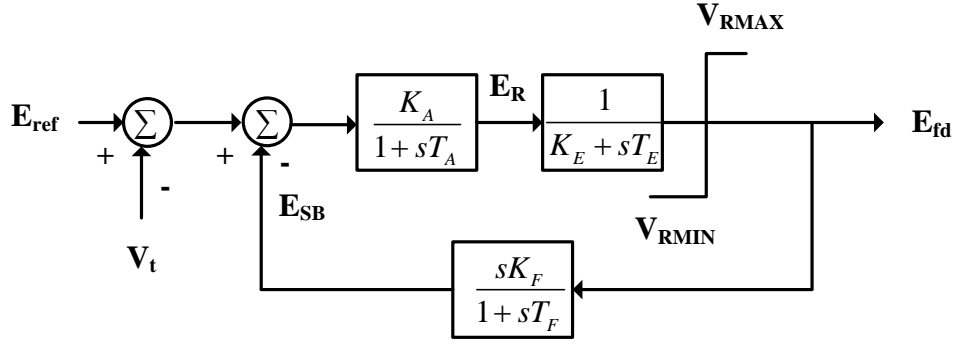 V_RMAX
E_ref
+
-
Σ
+
-
Σ
K_A
1 + sT_A
E_R
1
K_E + sT_E
E_fd
V_t
E_SB
V_RMIN
sK_F
1 + sT_F